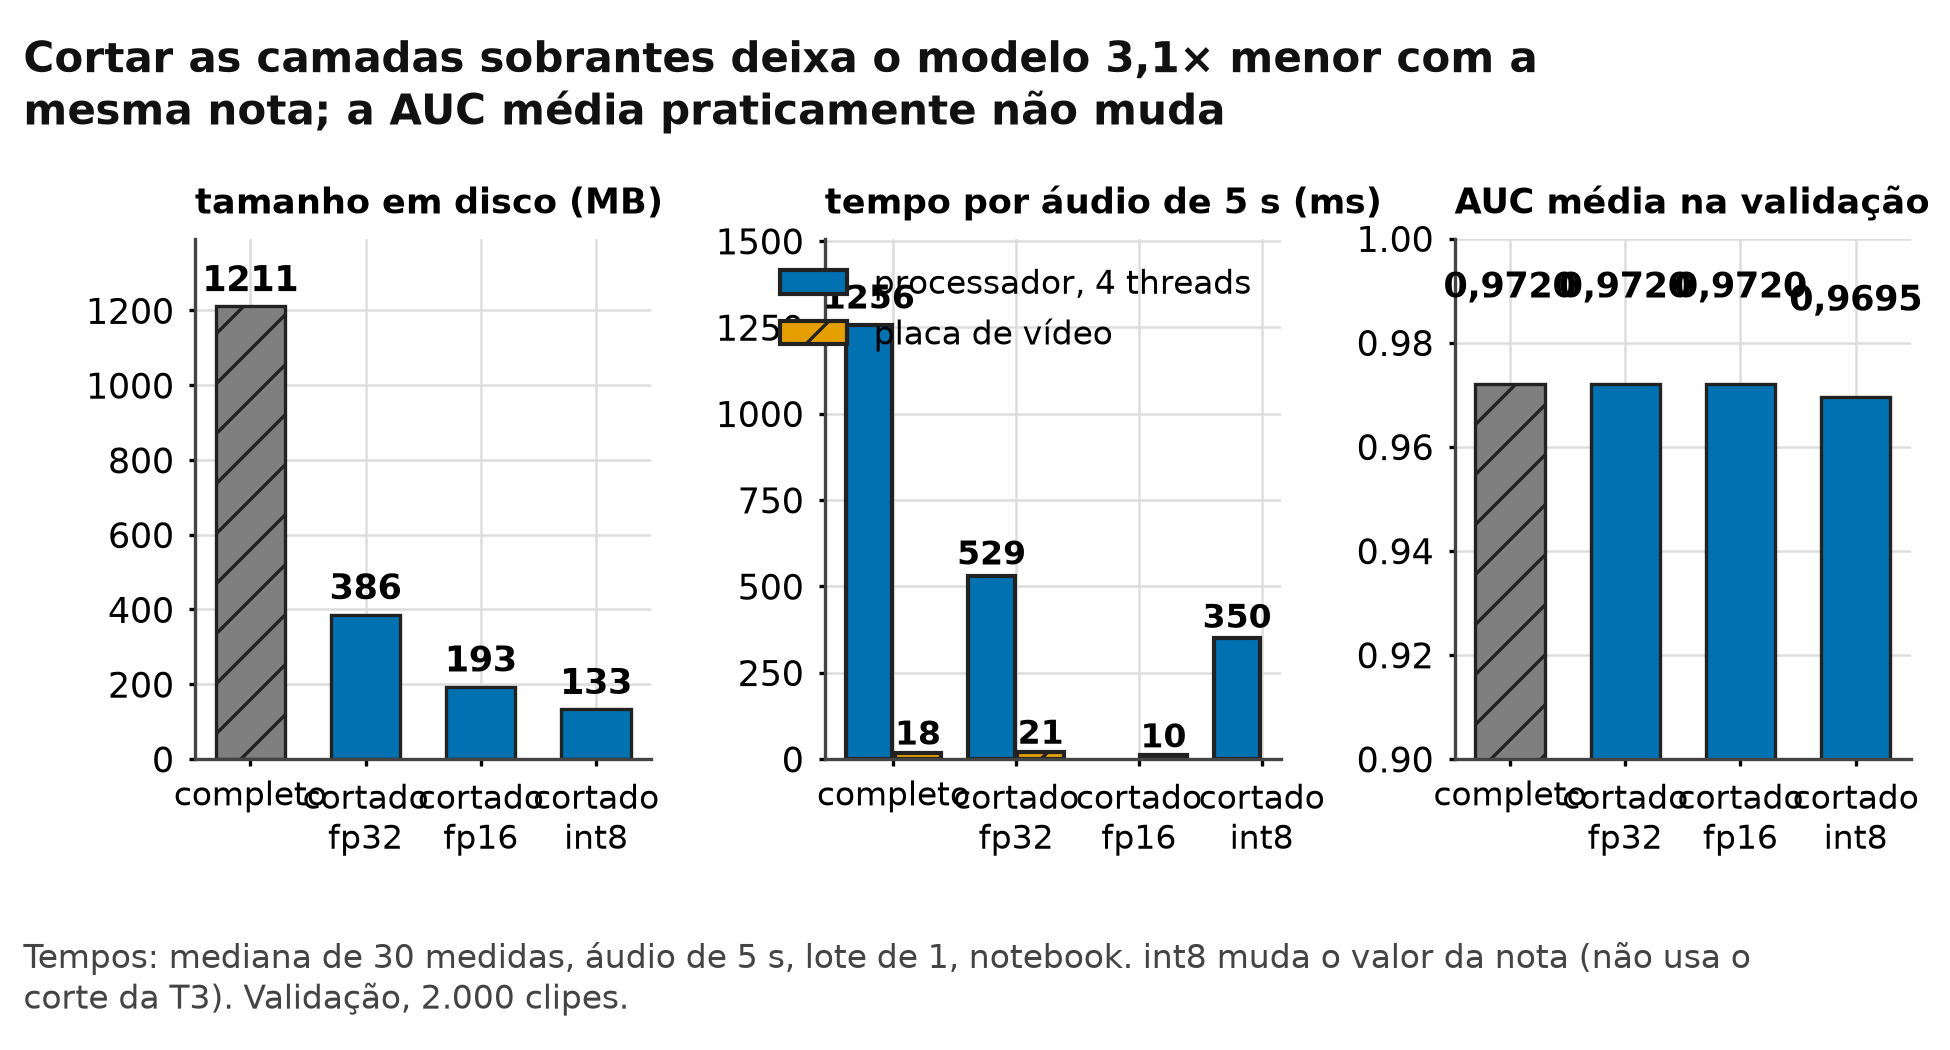 Cortar as camadas sobrantes deixa o modelo 3,1× menor com a
mesma nota; a AUC média praticamente não muda
tamanho em disco (MB)
1200
1000
800
600
400
200
0
1211
386
193
133
completo
cortado
fp32
cortado
fp16
cortado
int8
tempo por áudio de 5 s (ms)
1500
1250
1000
750
500
250
0
processador, 4 threads
placa de vídeo
1256
18
529
21
10
350
completo
cortado
fp32
cortado
fp16
cortado
int8
AUC média na validação
1.00
0.98
0.96
0.94
0.92
0.90
0,9720
0,9720
0,9720
0,9695
completo
cortado
fp32
cortado
fp16
cortado
int8
Tempos: mediana de 30 medidas, áudio de 5 s, lote de 1, notebook. int8 muda o valor da nota (não usa o
corte da T3). Validação, 2.000 clipes.